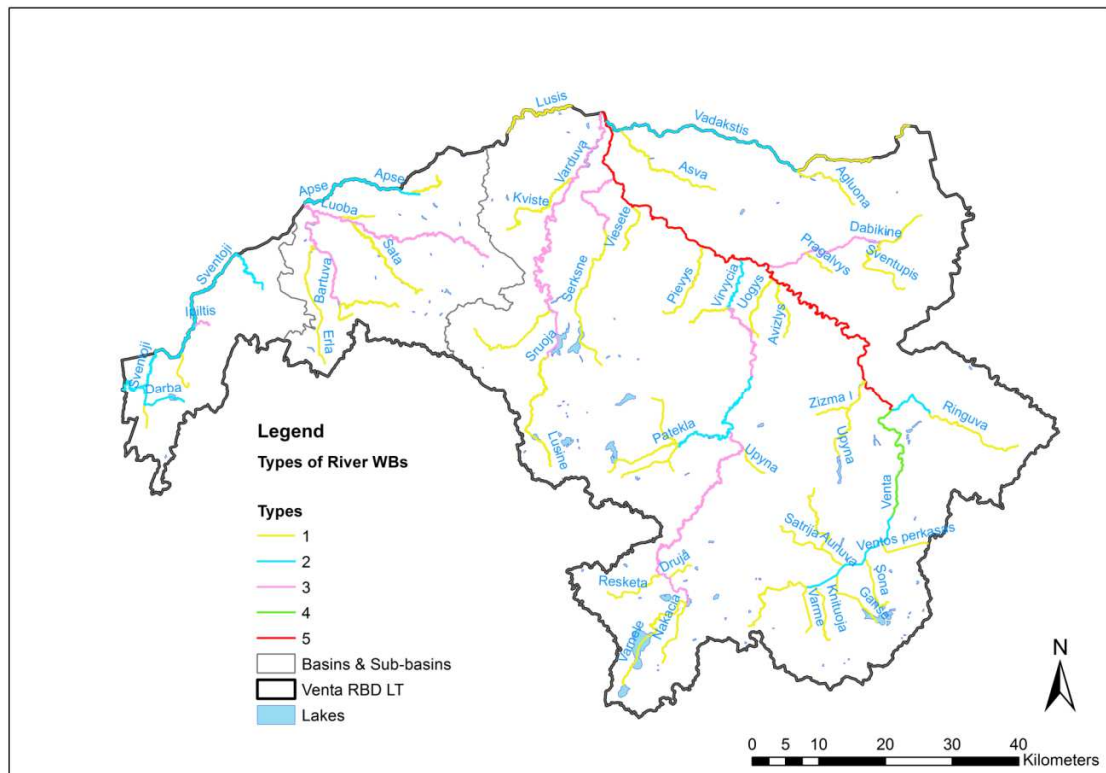 Lusis
Vadakstis
Varduva
Asva
Agluona
Apse
Apse
Kviste
Luoba
Viesete
Dabikine
Sata
Pragalvys
Sventupis
Sventoji
Bartuva
Serksne
Pievys
Virvycia
Uogys
Avizlys
Ipiltis
Erla
Sruoja
Sventoji
Darba
Zizma I
Ringuva
Legend
Types of River WBs
Lusine
Patekla
Upyna
Upyna
Venta
Types
1
2
3
4
5
Basins & Sub-basins
Venta RBD LT
Lakes
Satrija
Aunuva
Ventos perkasas
Druja
Resketa
Sona
Varme
Knituoja
Ganse
Nakacia
Varnele
N
0 5 10 20 30 40
Kilometers